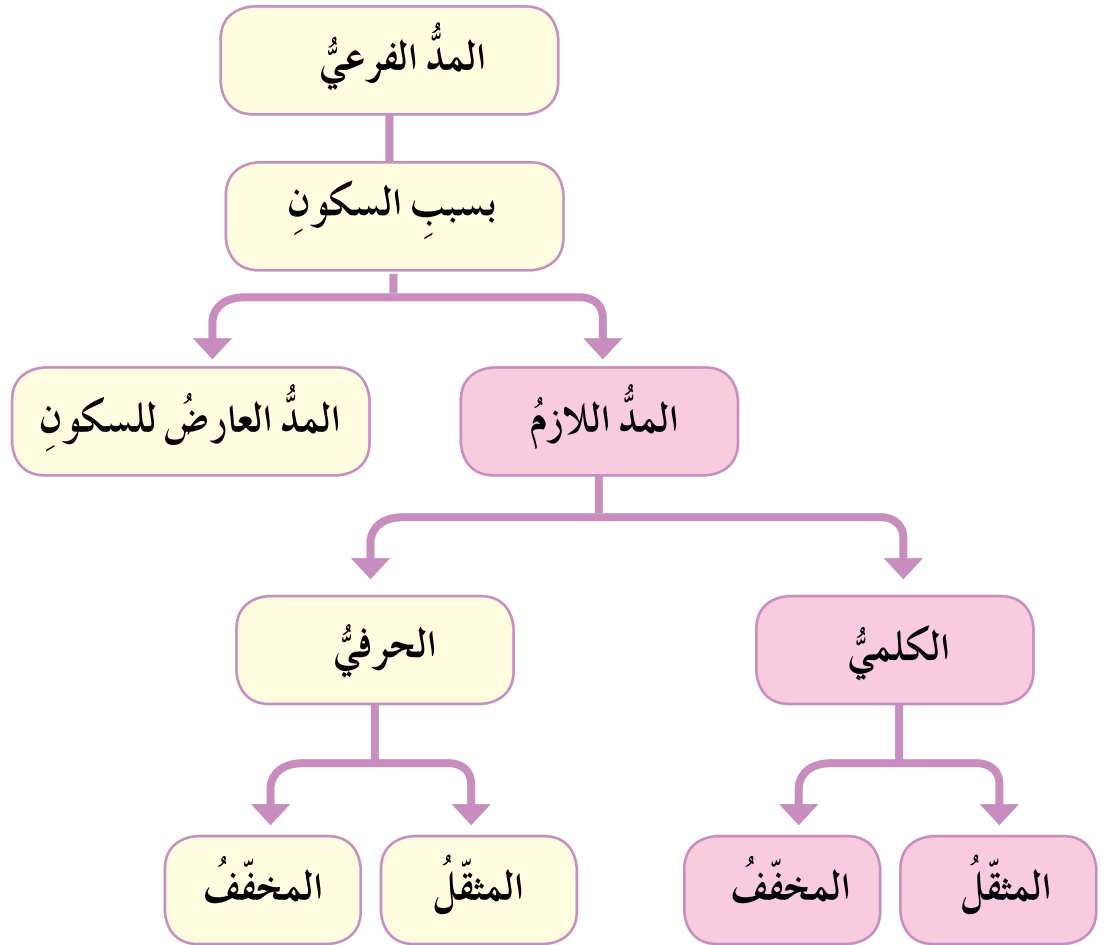 المدُّ الفرعيُّ
بسببِ السكونِ
المدُّ اللازمُ
المدُّ العارضُ للسكونِ
الكلميُّ
الحرفيُّ
المثقّلُ
المخفّفُ
المثقّلُ
المخفّفُ